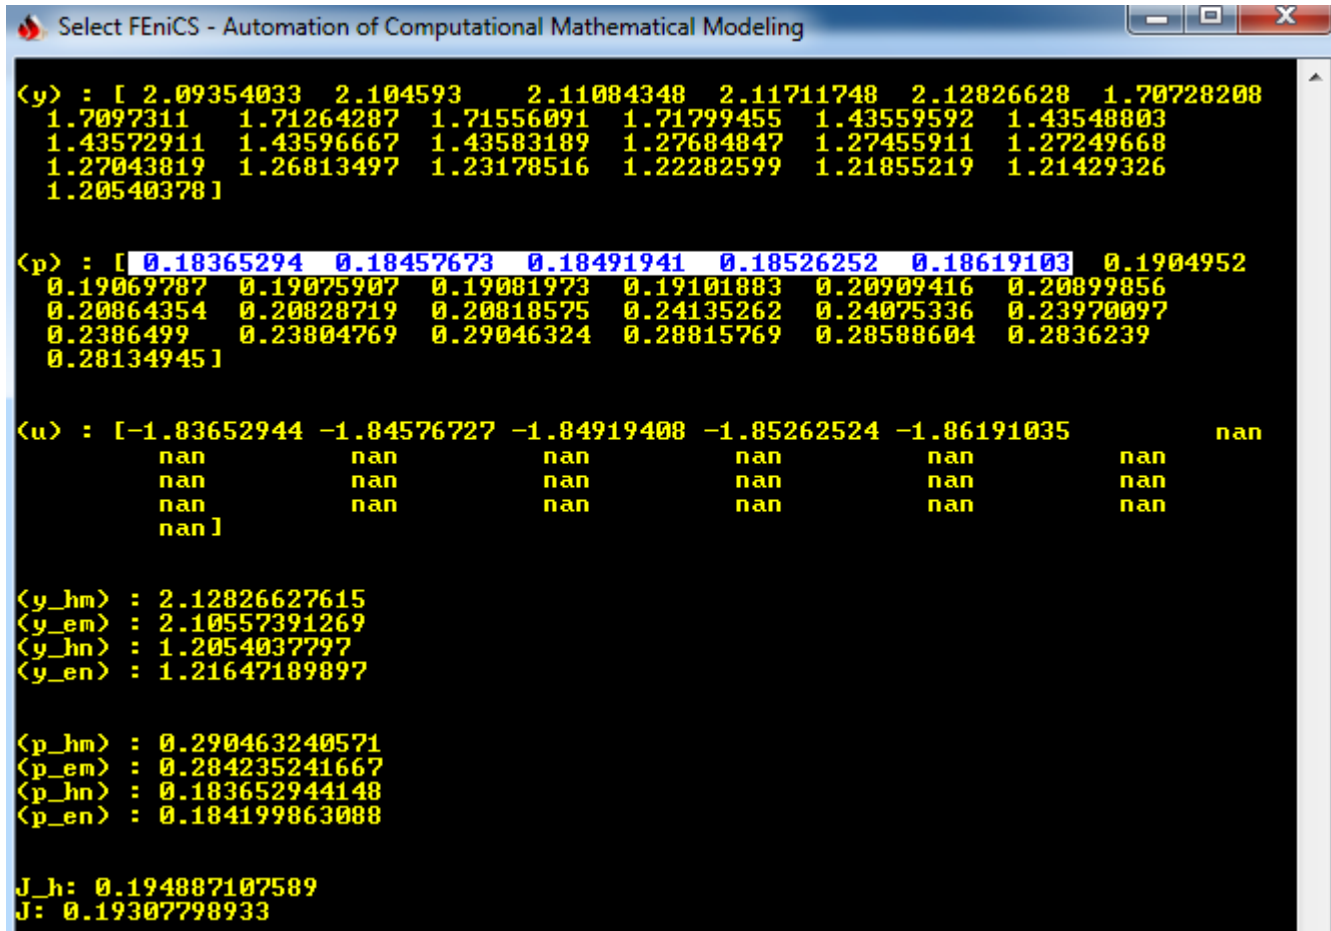 Select FEniCS - Automation of Computational Mathematical Modeling
(y) : [ 2.09354033 2.104593 2.11084348 2.11711748 2.12826628 1.70728208
1.7097311 1.71264287 1.71556091 1.71799455 1.43559592 1.43548803
1.43572911 1.43596667 1.43583189 1.27684847 1.27455911 1.27249668
1.27043819 1.26813497 1.23178516 1.22282599 1.21855219 1.21429326
1.20540378]
(p) : [ 0.18365294 0.18457673 0.18491941 0.18526252 0.18619103 0.1904952
0.19069787 0.19075907 0.19081973 0.19101883 0.20909416 0.20899856
0.20864354 0.20828719 0.20818575 0.24135262 0.24075336 0.23970097
0.2386499 0.23804769 0.29046324 0.28815769 0.28588604 0.2836239
0.28134945]
(u) : [-1.83652944 -1.84576727 -1.84919408 -1.85262524 -1.86191035 nan
nan nan nan nan nan nan
nan nan nan nan nan nan
nan nan nan nan nan nan
nan]
(y_hm) : 2.12826627615
(y_em) : 2.10557391269
(y_hn) : 1.2054037797
(y_en) : 1.21647189897
(p_hm) : 0.290463240571
(p_em) : 0.284235241667
(p_hn) : 0.183652944148
(p_en) : 0.184199863088
J_h: 0.194887107589
J: 0.19307798933